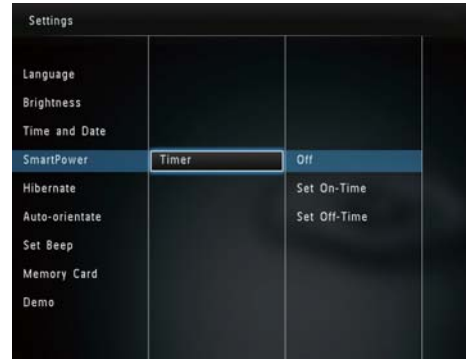 Settings
Language
Brightness
Time and Date
SmartPower
Timer
Off
Hibernate
Set On-Time
Auto-orientate
Set Off-Time
Set Beep
Memory Card
Demo